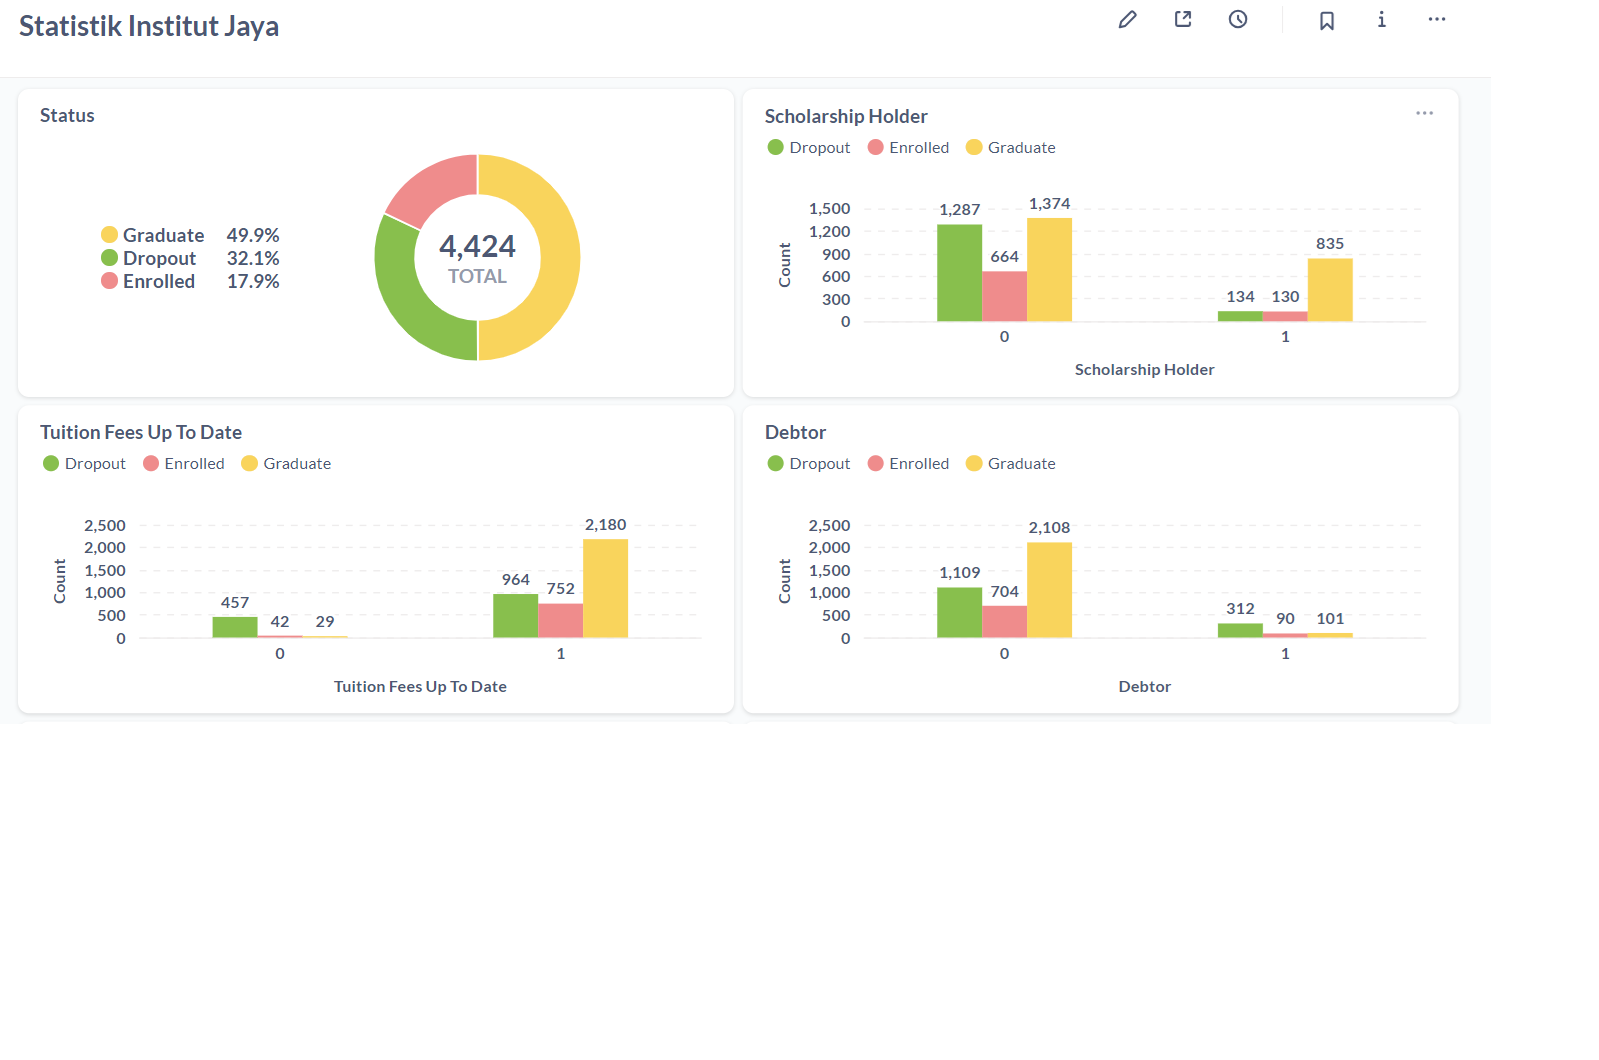 Statistik Institut Jaya
Status
Graduate 49.9%
Dropout 32.1%
Enrolled 17.9%
4,424
TOTAL
Scholarship Holder
Dropout Enrolled Graduate
Count
1,500
1,200
900
600
300
0
1,287
664
1,374
134
130
835
0
1
Scholarship Holder
Tuition Fees Up To Date
Dropout Enrolled Graduate
Count
2,500
2,000
1,500
1,000
500
0
457
42
29
964
752
2,180
0
1
Tuition Fees Up To Date
Debtor
Dropout Enrolled Graduate
Count
2,500
2,000
1,500
1,000
500
0
1,109
704
2,108
312
90
101
0
1
Debtor